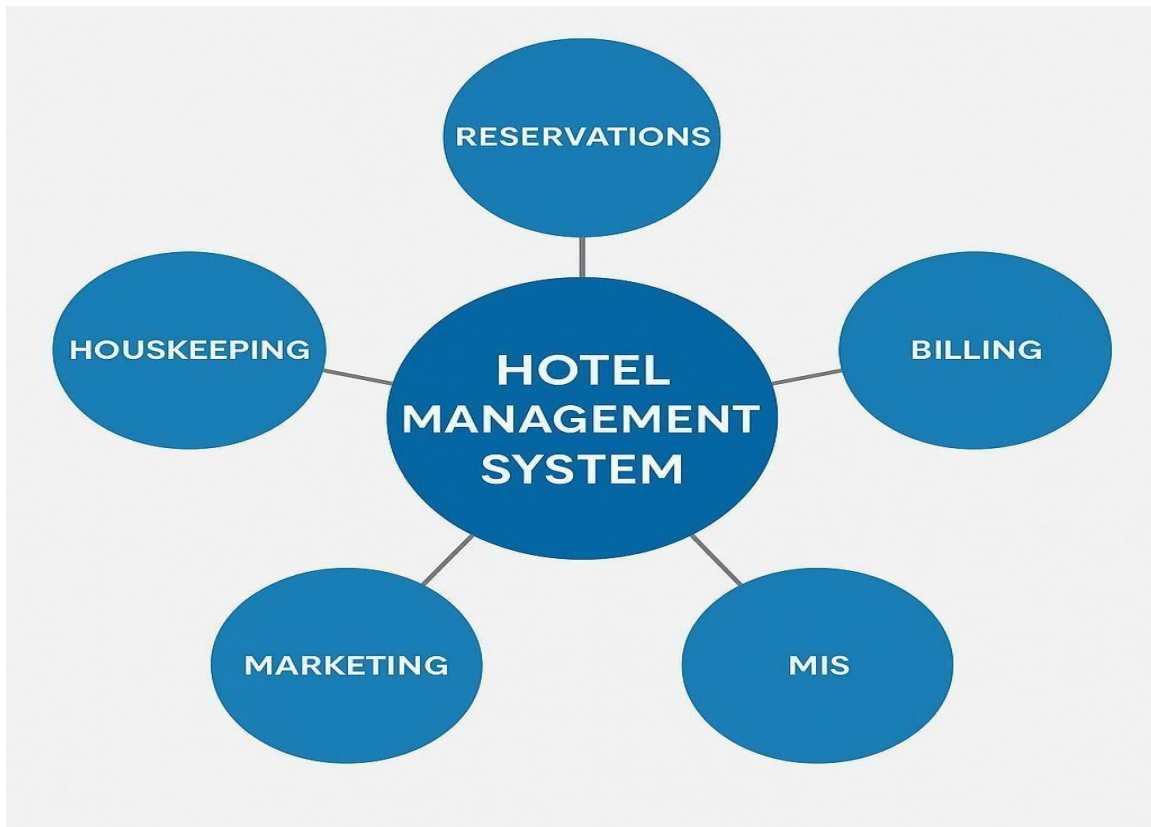 RESERVATIONS
HOUSKEEPING
BILLING
HOTEL
MANAGEMENT
SYSTEM
MARKETING
MIS